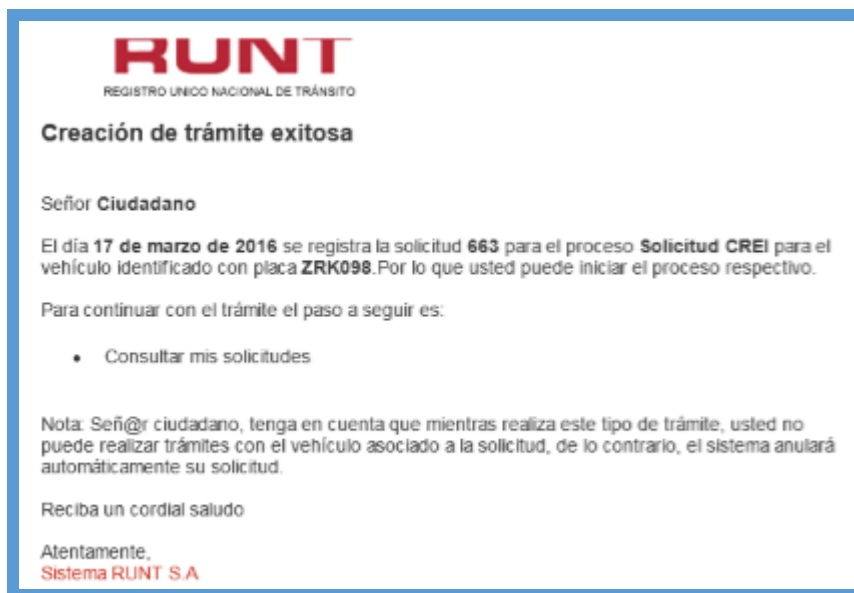 RUNT
REGISTRO UNICO NACIONAL DE TRÁNSITO
Creación de trámite exitosa
Señor Ciudadano
El día 17 de marzo de 2016 se registra la solicitud 663 para el proceso Solicitud CREI para el
vehículo identificado con placa ZRK098.Por lo que usted puede iniciar el proceso respectivo.
Para continuar con el trámite el paso a seguir es:
• Consultar mis solicitudes
Nota: Señ@r ciudadano, tenga en cuenta que mientras realiza este tipo de trámite, usted no
puede realizar trámites con el vehículo asociado a la solicitud, de lo contrario, el sistema anulará
automáticamente su solicitud.
Reciba un cordial saludo
Atentamente,
Sistema RUNT S.A